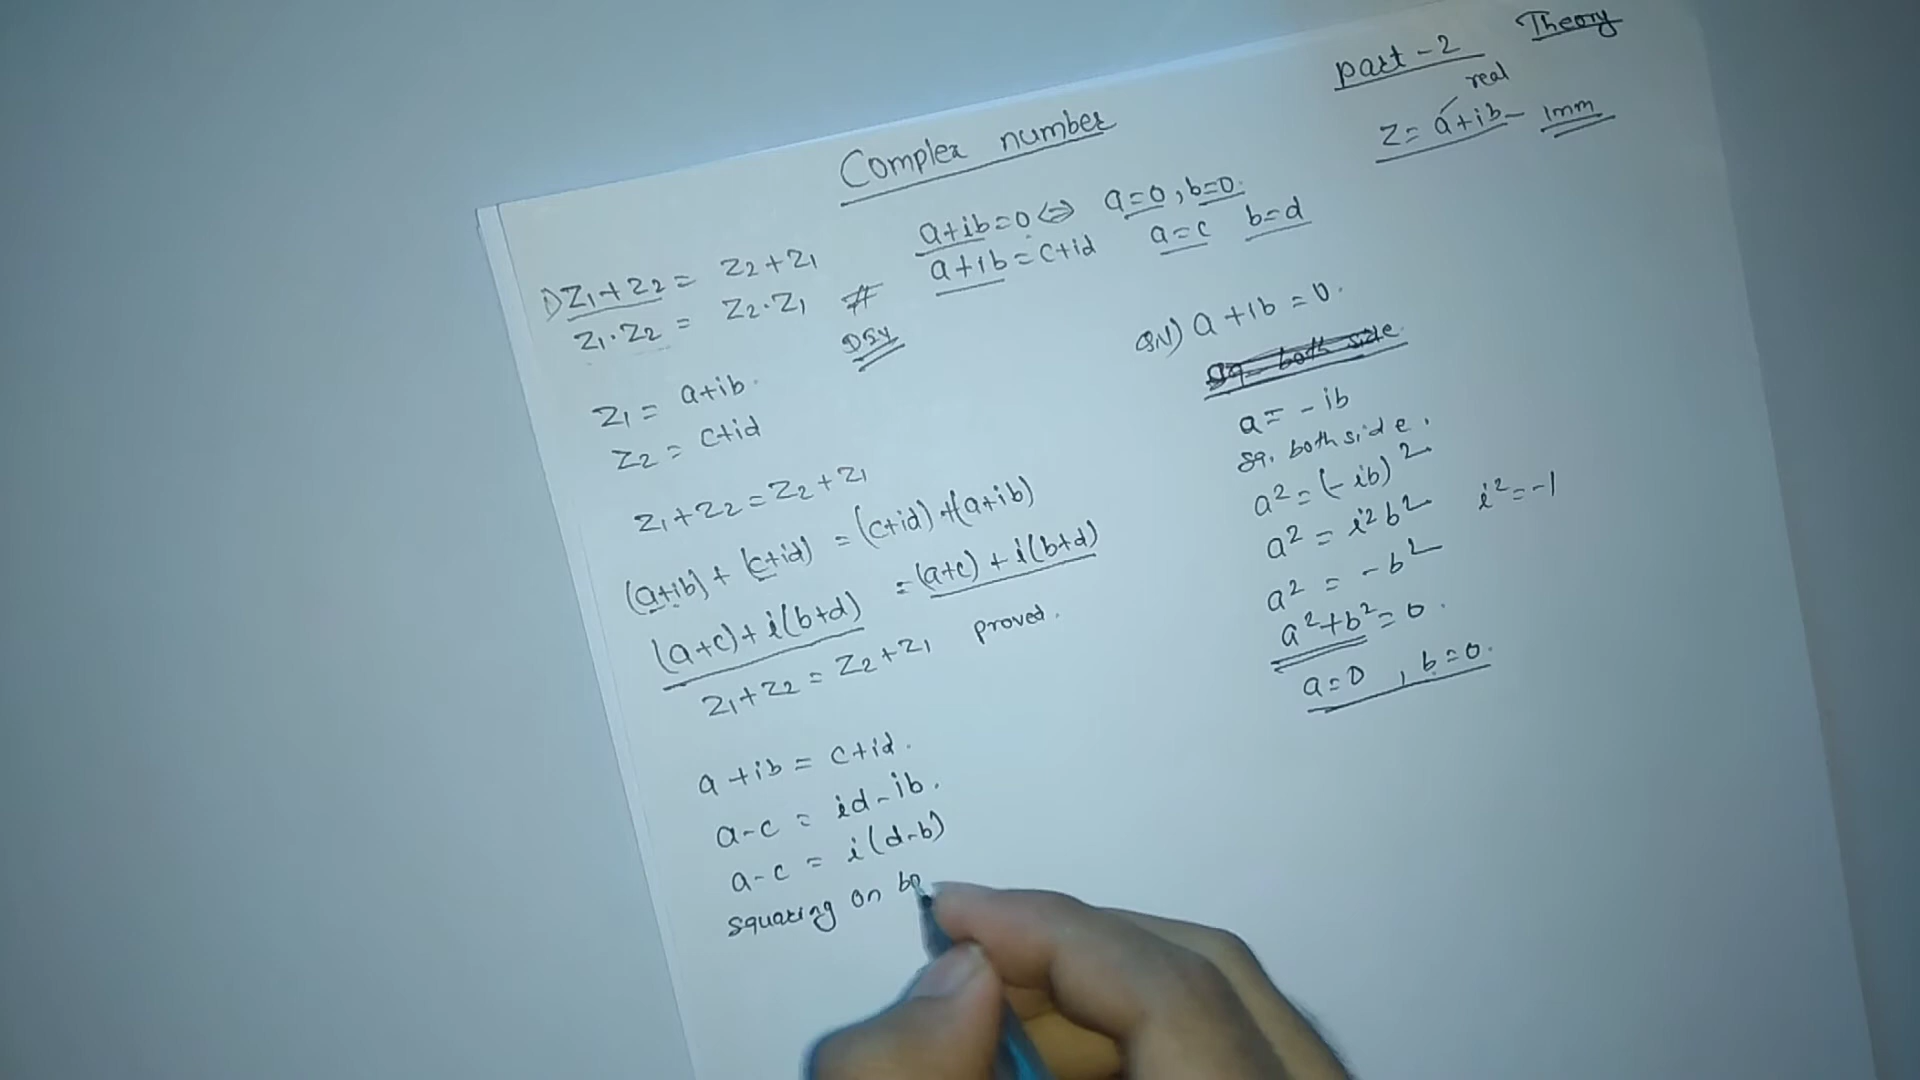 Theory
Part-2
real
Z = a+ib - Imm
Complex number
a+ib=0 ⇔ a=0, b=0.
a+ib = c+id a=c b=d
1) Z1+Z2 = Z2+Z1
Z1.Z2 = Z2.Z1 #
Z1 = a+ib.
Z2 = c+id
Z1+Z2 = Z2+Z1
(a+ib) + (c+id) = (c+id)+(a+ib)
(a+c)+i(b+d) = (a+c)+i(b+d)
Z1+Z2 = Z2+Z1 proved.
a+ib = c+id.
a-c = id-ib.
a-c = i(d-b)
squaring on bo
a+ib=0.
sq. both side.
a = -ib
sq. both side.
a² = (-ib)²
a² = i²b² i²=-1
a² = -b²
a²+b²=0.
a=0, b=0.